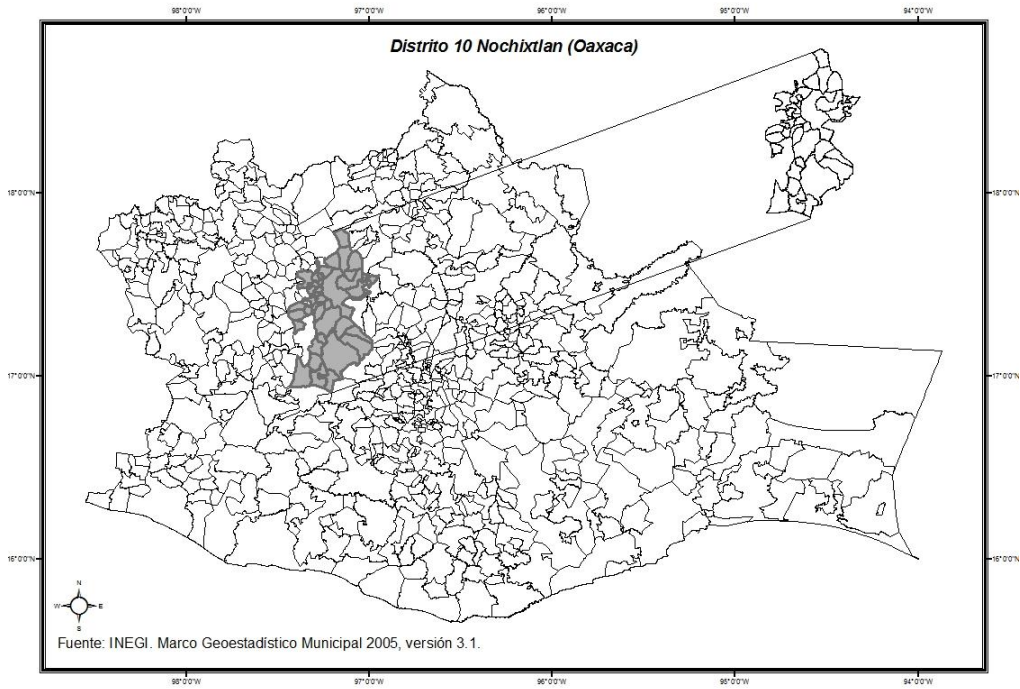 98°0'0"W 97°0'0"W 96°0'0"W 95°0'0"W 94°0'0"W
Distrito 10 Nochixtlan (Oaxaca)
18°0'0"N 18°0'0"N
17°0'0"N 17°0'0"N
16°0'0"N 16°0'0"N
N
W E
S
Fuente: INEGI. Marco Geoestadístico Municipal 2005, versión 3.1.
98°0'0"W 97°0'0"W 96°0'0"W 95°0'0"W 94°0'0"W